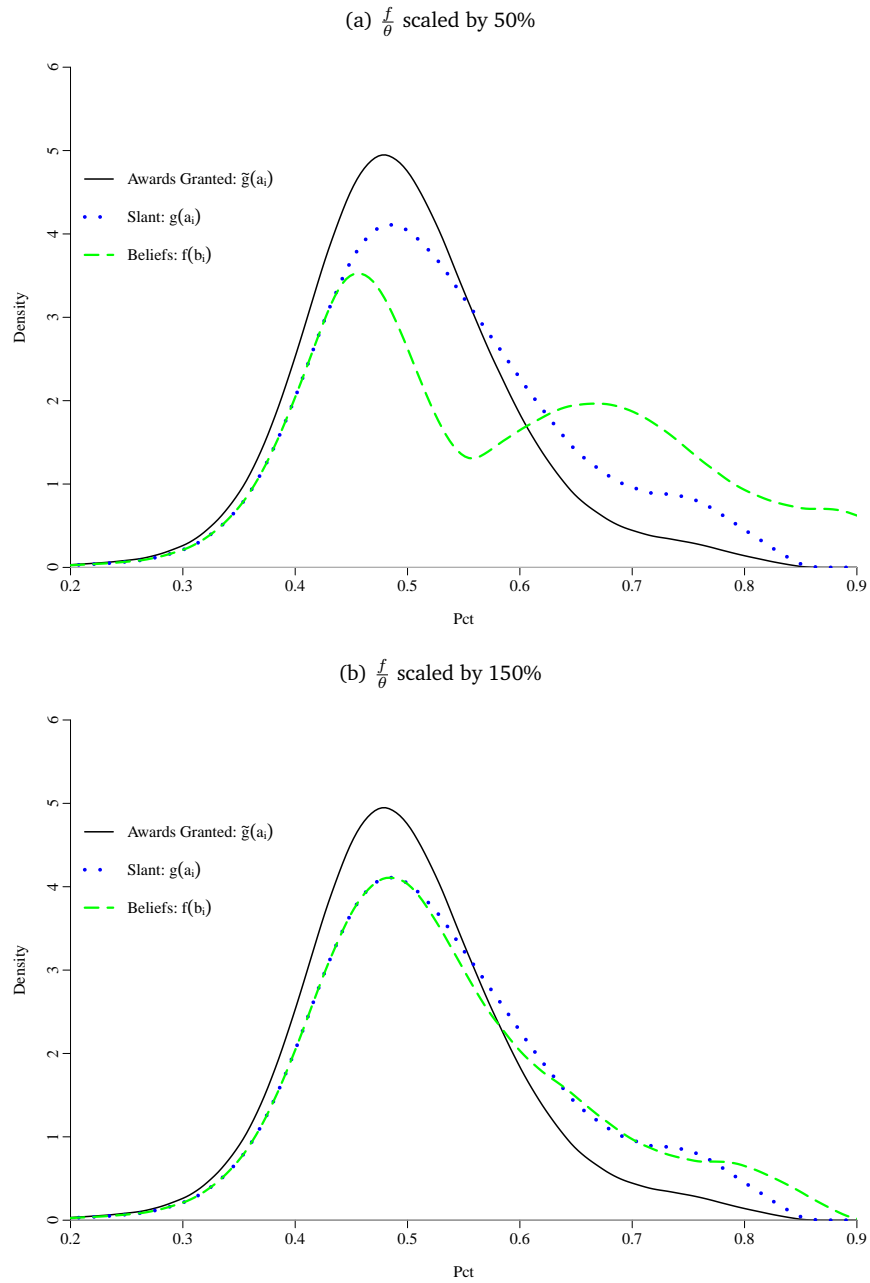 (a) f/θ scaled by 50%
6
5
4
3
2
1
0
Density
Awards Granted: g̃(aᵢ)
Slant: g(aᵢ)
Beliefs: f(bᵢ)
0.2 0.3 0.4 0.5 0.6 0.7 0.8 0.9
Pct
(b) f/θ scaled by 150%
6
5
4
3
2
1
0
Density
Awards Granted: g̃(aᵢ)
Slant: g(aᵢ)
Beliefs: f(bᵢ)
0.2 0.3 0.4 0.5 0.6 0.7 0.8 0.9
Pct